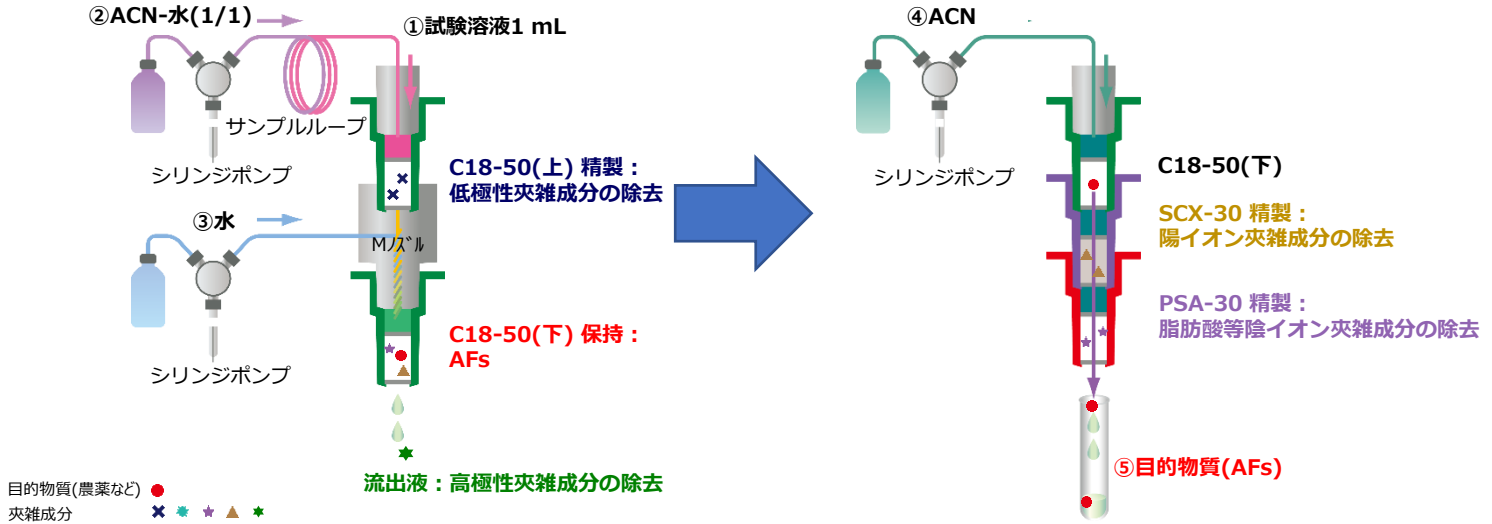 ②ACN-水(1/1)
①試験溶液1 mL
サンプルループ
シリンジポンプ
C18-50(上) 精製：
低極性夾雑成分の除去
③水
Mﾉｽﾞﾙ
C18-50(下) 保持：
AFs
シリンジポンプ
流出液：高極性夾雑成分の除去
目的物質(農薬など)
夾雑成分
④ACN
シリンジポンプ
C18-50(下)
SCX-30 精製：
陽イオン夾雑成分の除去
PSA-30 精製：
脂肪酸等陰イオン夾雑成分の除去
⑤目的物質(AFs)